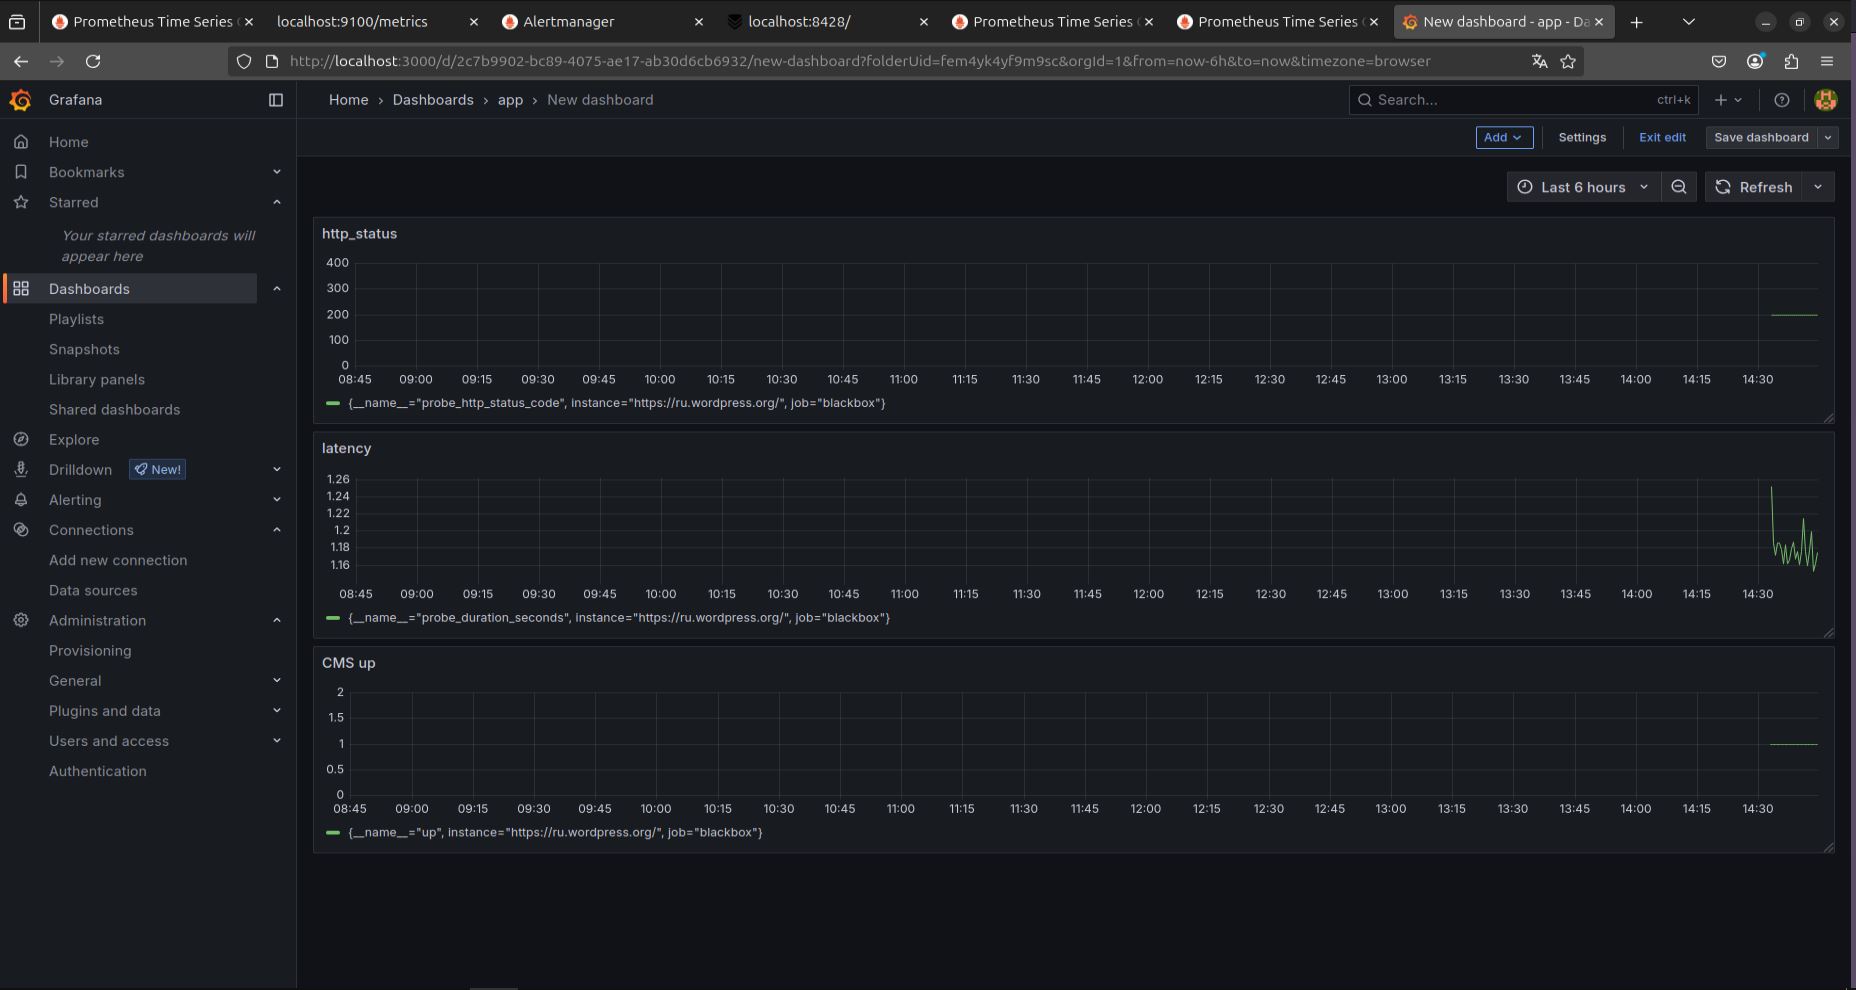 Prometheus Time Series
localhost:9100/metrics
Alertmanager
localhost:8428/
Prometheus Time Series
Prometheus Time Series
New dashboard - app - Da
http://localhost:3000/d/2c7b9902-bc89-4075-ae17-ab30d6cb6932/new-dashboard?folderUid=fem4yk4yf9m9sc&orgId=1&from=now-6h&to=now&timezone=browser
Grafana
Home › Dashboards › app › New dashboard
Search...
ctrl+k
Add
Settings
Exit edit
Save dashboard
Home
Bookmarks
Starred
Your starred dashboards will
appear here
Dashboards
Playlists
Snapshots
Library panels
Shared dashboards
Explore
Drilldown
New!
Alerting
Connections
Add new connection
Data sources
Administration
Provisioning
General
Plugins and data
Users and access
Authentication
Last 6 hours
Refresh
http_status
400
300
200
100
0
08:45 09:00 09:15 09:30 09:45 10:00 10:15 10:30 10:45 11:00 11:15 11:30 11:45 12:00 12:15 12:30 12:45 13:00 13:15 13:30 13:45 14:00 14:15 14:30
{__name__="probe_http_status_code", instance="https://ru.wordpress.org/", job="blackbox"}
latency
1.26
1.24
1.22
1.2
1.18
1.16
08:45 09:00 09:15 09:30 09:45 10:00 10:15 10:30 10:45 11:00 11:15 11:30 11:45 12:00 12:15 12:30 12:45 13:00 13:15 13:30 13:45 14:00 14:15 14:30
{__name__="probe_duration_seconds", instance="https://ru.wordpress.org/", job="blackbox"}
CMS up
2
1.5
1
0.5
0
08:45 09:00 09:15 09:30 09:45 10:00 10:15 10:30 10:45 11:00 11:15 11:30 11:45 12:00 12:15 12:30 12:45 13:00 13:15 13:30 13:45 14:00 14:15 14:30
{__name__="up", instance="https://ru.wordpress.org/", job="blackbox"}